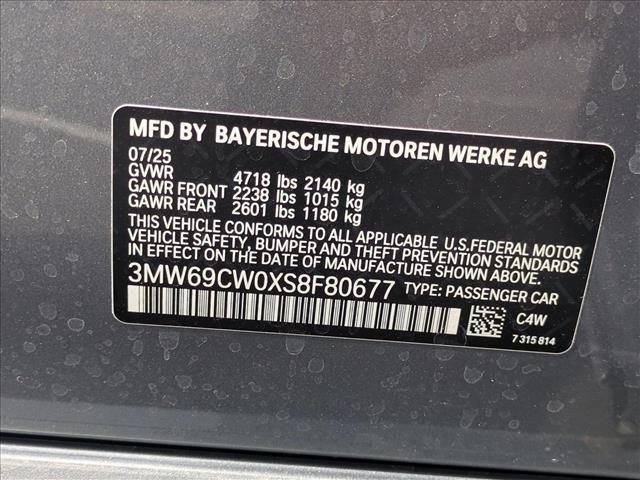 MFD BY BAYERISCHE MOTOREN WERKE AG
07/25
GVWR 4718 lbs 2140 kg
GAWR FRONT 2238 lbs 1015 kg
GAWR REAR 2601 lbs 1180 kg
THIS VEHICLE CONFORMS TO ALL APPLICABLE U.S.FEDERAL MOTOR
VEHICLE SAFETY, BUMPER AND THEFT PREVENTION STANDARDS
IN EFFECT ON THE DATE OF MANUFACTURE SHOWN ABOVE.
3MW69CW0XS8F80677 TYPE: PASSENGER CAR
C4W
7 315 814